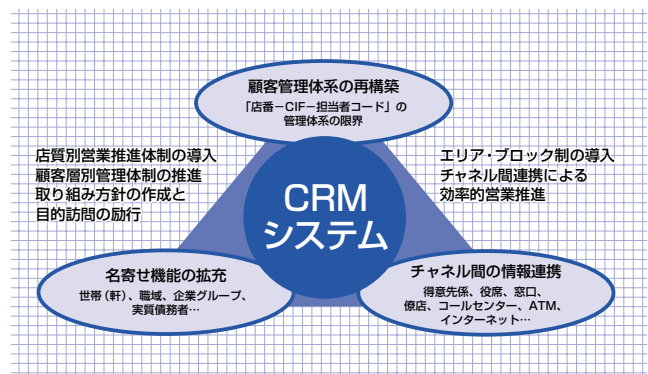 顧客管理体系の再構築
「店番－CIF－担当者コード」の
管理体系の限界
店質別営業推進体制の導入
顧客層別管理体制の推進
取り組み方針の作成と
目的訪問の励行
エリア・ブロック制の導入
チャネル間連携による
効率的営業推進
CRM
システム
名寄せ機能の拡充
世帯（軒）、職域、企業グループ、
実質債務者…
チャネル間の情報連携
得意先係、役席、窓口、
僚店、コールセンター、ATM、
インターネット…